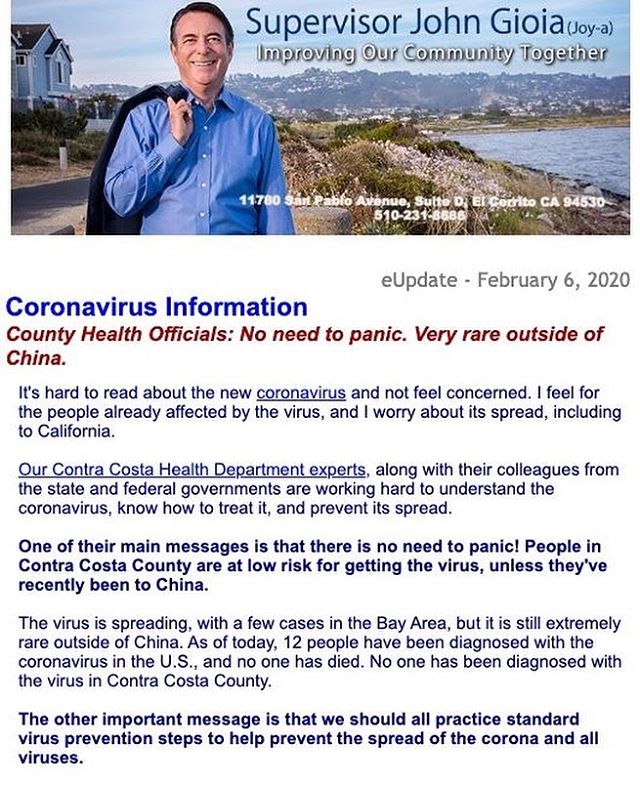 Supervisor John Gioia (Joy-a)
Improving Our Community Together
11780 San Pablo Avenue, Suite D, El Cerrito CA 94530
510-231-8686
eUpdate - February 6, 2020
Coronavirus Information
County Health Officials: No need to panic. Very rare outside of
China.
It's hard to read about the new coronavirus and not feel concerned. I feel for
the people already affected by the virus, and I worry about its spread, including
to California.
Our Contra Costa Health Department experts, along with their colleagues from
the state and federal governments are working hard to understand the
coronavirus, know how to treat it, and prevent its spread.
One of their main messages is that there is no need to panic! People in
Contra Costa County are at low risk for getting the virus, unless they've
recently been to China.
The virus is spreading, with a few cases in the Bay Area, but it is still extremely
rare outside of China. As of today, 12 people have been diagnosed with the
coronavirus in the U.S., and no one has died. No one has been diagnosed with
the virus in Contra Costa County.
The other important message is that we should all practice standard
virus prevention steps to help prevent the spread of the corona and all
viruses.